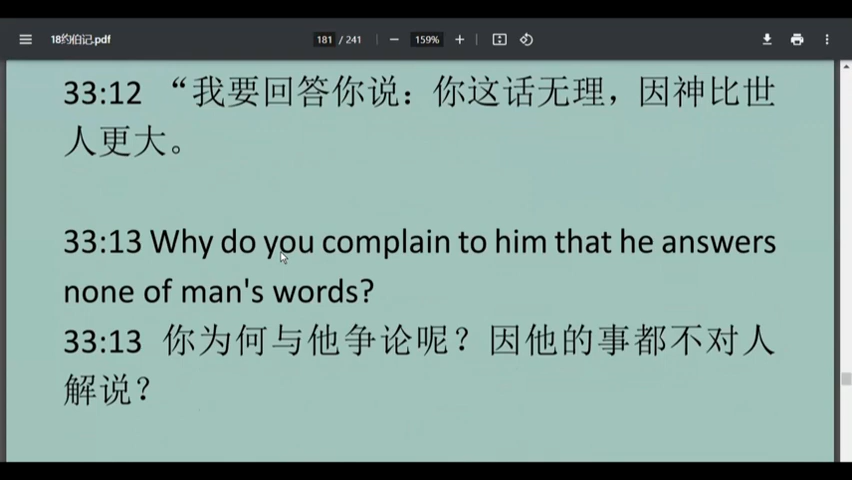 18约伯记.pdf
181 / 241
159%
33:12 “我要回答你说：你这话无理，因神比世
人更大。
33:13 Why do you complain to him that he answers
none of man's words?
33:13 你为何与他争论呢？因他的事都不对人
解说？